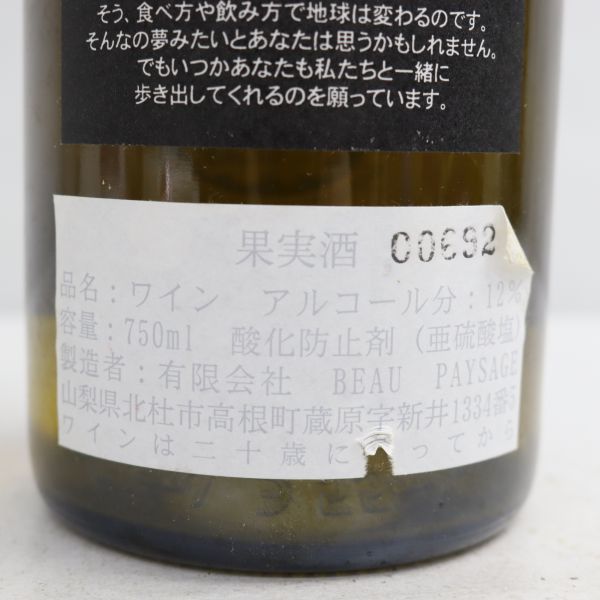 そう、食べ方や飲み方で地球は変わるのです。
そんなの夢みたいとあなたは思うかもしれません。
でもいつかあなたも私たちと一緒に
歩き出してくれるのを願っています。
果実酒 00692
品名：ワイン アルコール分：12%
容量：750ml 酸化防止剤（亜硫酸塩）
製造者：有限会社 BEAU PAYSAGE
山梨県北杜市高根町蔵原字新井1334番5
ワインは二十歳に ってから